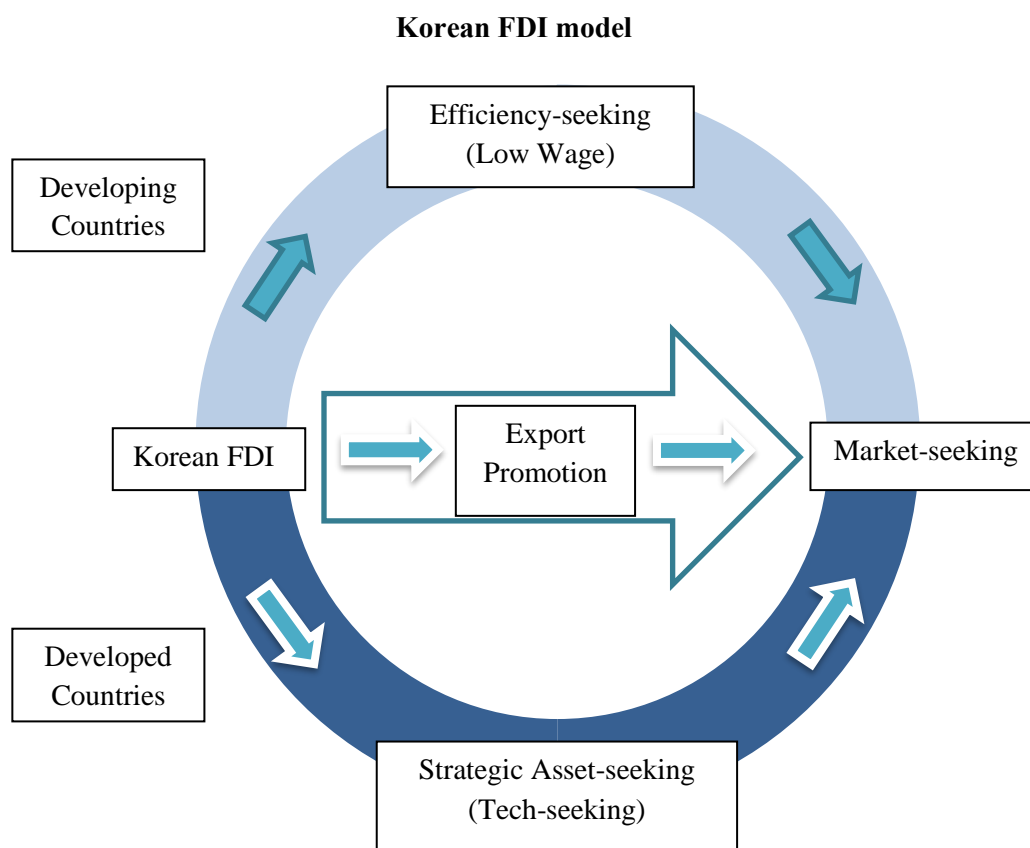 Korean FDI model
Efficiency-seeking
(Low Wage)
Developing
Countries
Korean FDI
Export
Promotion
Market-seeking
Developed
Countries
Strategic Asset-seeking
(Tech-seeking)